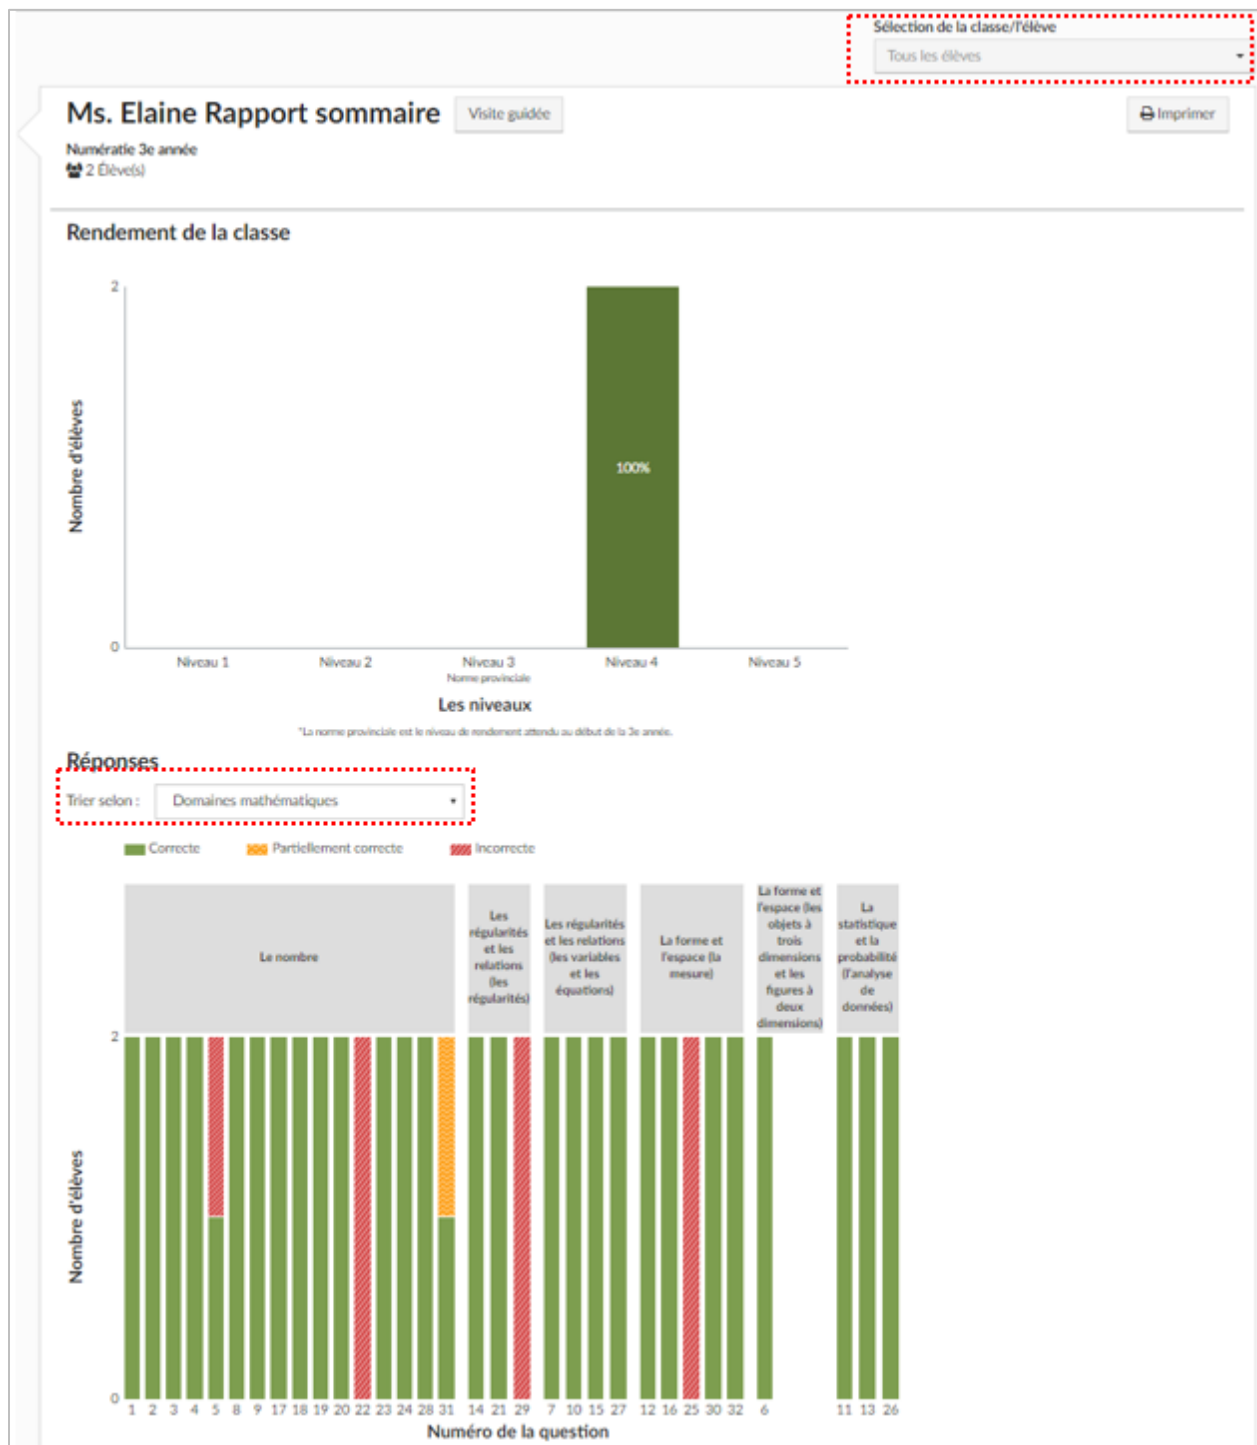 Sélection de la classe/l'élève
Tous les élèves
Ms. Elaine Rapport sommaire
Visite guidée
Imprimer
Numératie 3e année
2 Élève(s)
Rendement de la classe
2
Nombre d'élèves
100%
0
Niveau 1
Niveau 2
Niveau 3
Niveau 4
Niveau 5
Norme provinciale
Les niveaux
*La norme provinciale est le niveau de rendement attendu au début de la 3e année.
Réponses
Trier selon :
Domaines mathématiques
Correcte
Partiellement correcte
Incorrecte
Le nombre
Les
régularités
et les
relations
(les
régularités)
Les régularités
et les relations
(les variables
et les
équations)
La forme et
l'espace (la
mesure)
La forme et
l'espace (les
objets à
trois
dimensions
et les
figures à
deux
dimensions)
La
statistique
et la
probabilité
(l'analyse
de
données)
2
Nombre d'élèves
0
1 2 3 4 5 8 9 17 18 19 20 22 23 24 28 31 14 21 29 7 10 15 27 12 16 25 30 32 6 11 13 26
Numéro de la question